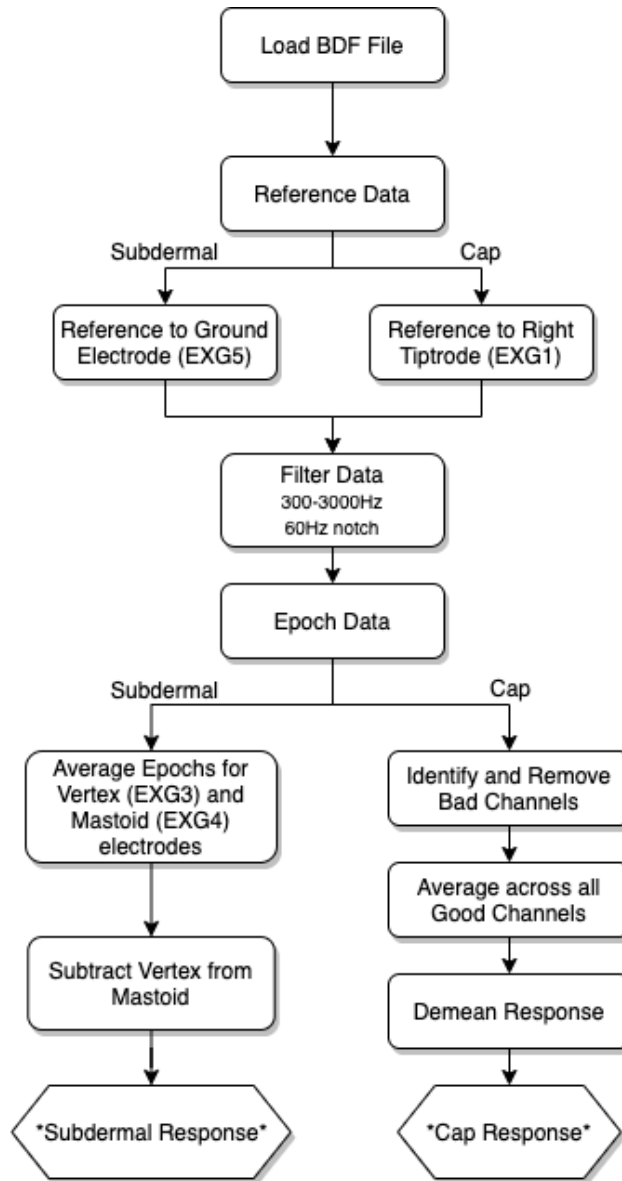 Load BDF File
Reference Data
Subdermal
Cap
Reference to Ground
Electrode (EXG5)
Reference to Right
Tiptrode (EXG1)
Filter Data
300-3000Hz
60Hz notch
Epoch Data
Subdermal
Cap
Average Epochs for
Vertex (EXG3) and
Mastoid (EXG4)
electrodes
Identify and Remove
Bad Channels
Average across all
Good Channels
Subtract Vertex from
Mastoid
Demean Response
*Subdermal Response*
*Cap Response*